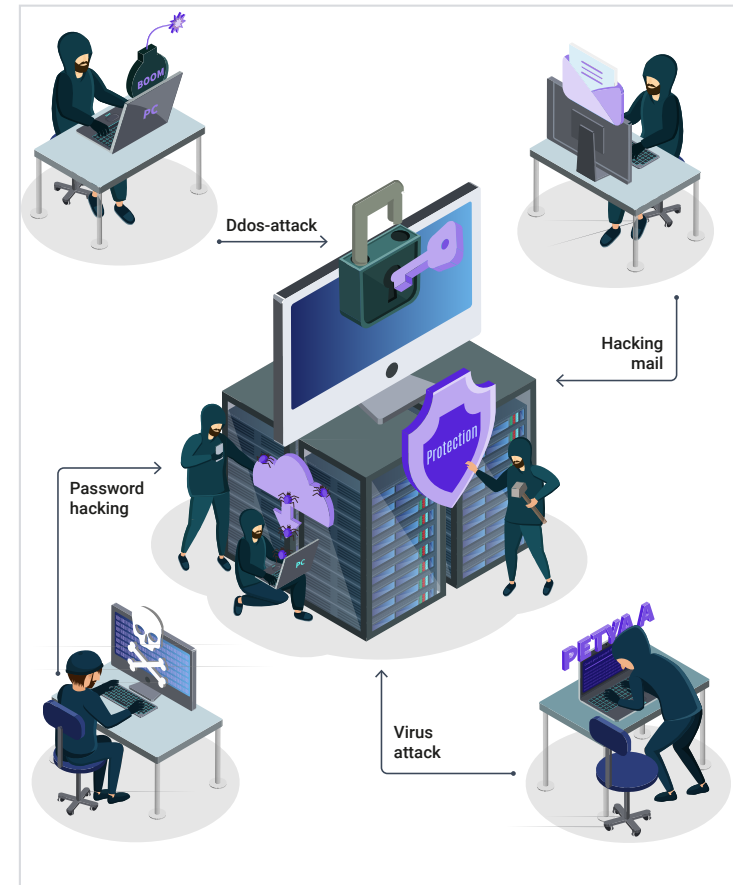 BOOM
PC
Ddos-attack
Hacking
mail
Protection
Password
hacking
PC
PETYA A
Virus
attack